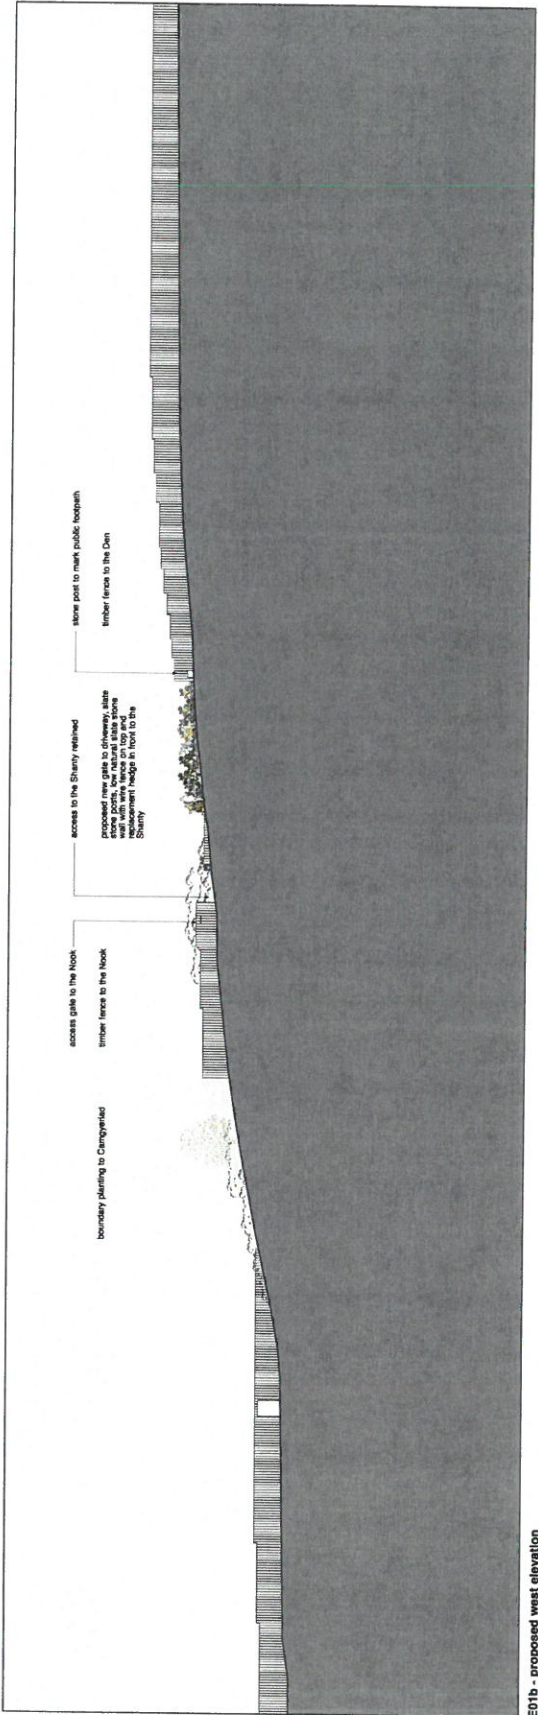 boundary planting to Carngyeriad
access gate to the Nook
timber fence to the Nook
access to the Shanty retained
proposed new gate to driveway, slate
stone posts, low natural slate stone
wall with wire fence on top and
replacement hedge in front to the
Shanty
stone post to mark public footpath
timber fence to the Den
E01b - proposed west elevation